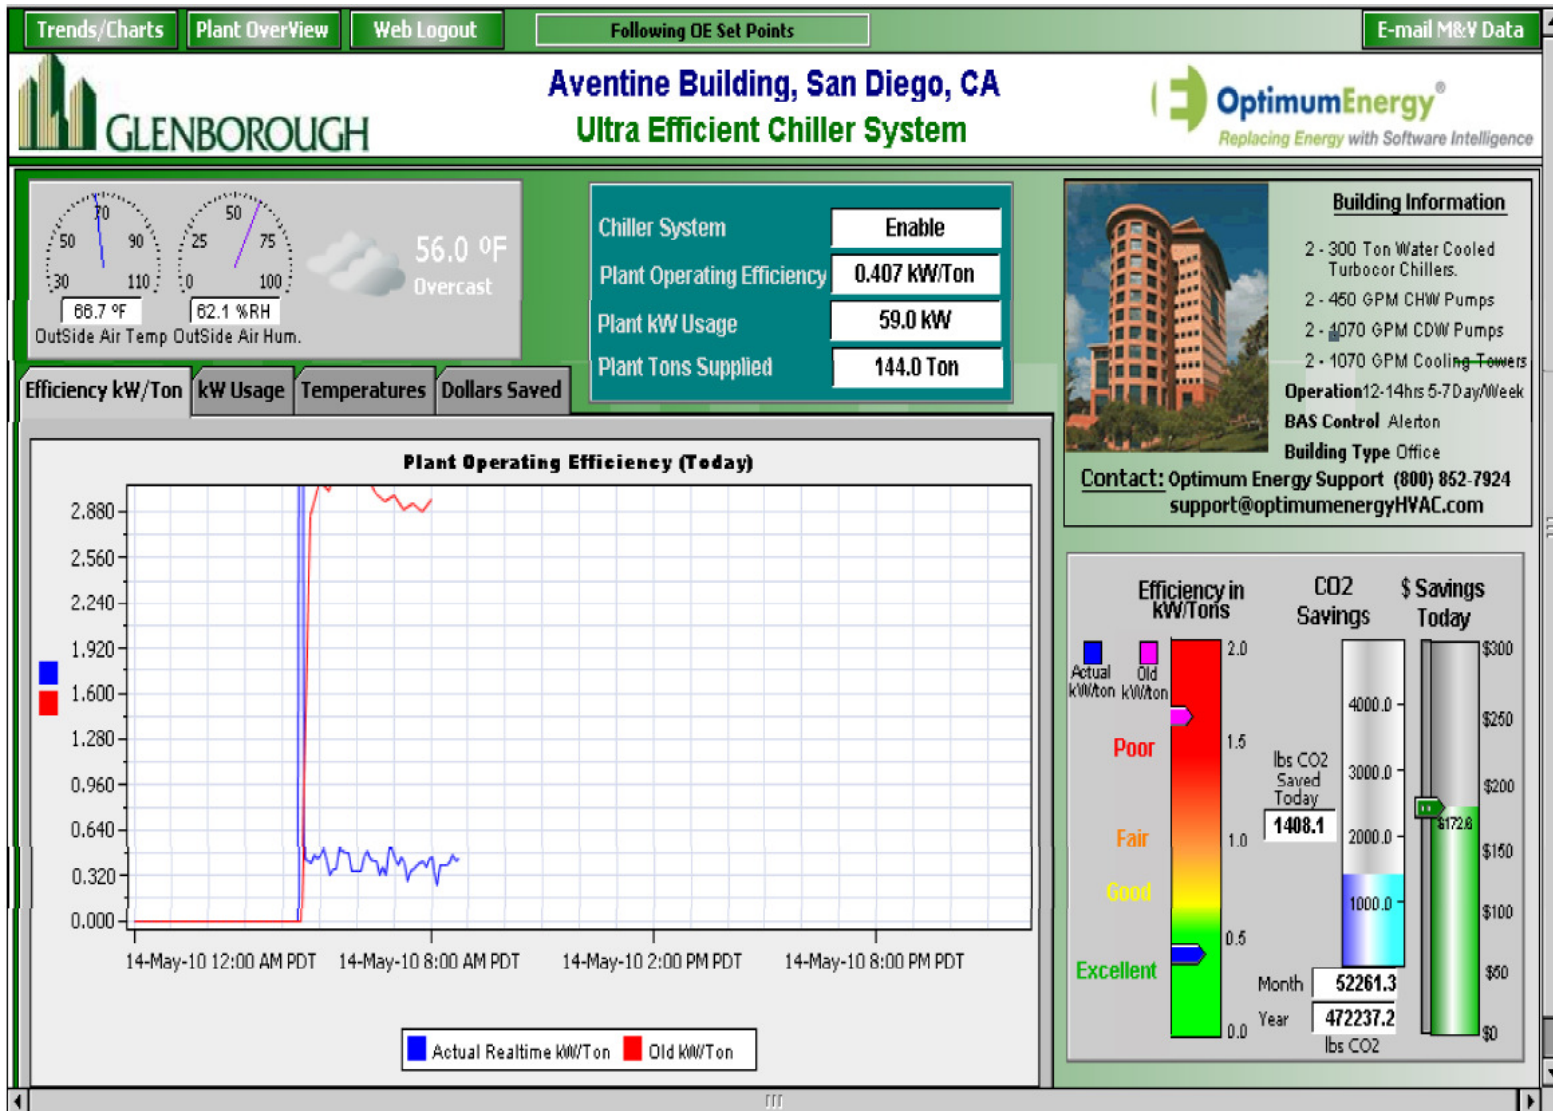 Trends/Charts
Plant OverView
Web Logout
Following OE Set Points
E-mail M&V Data
GLENBOROUGH
Aventine Building, San Diego, CA
Ultra Efficient Chiller System
OptimumEnergy®
Replacing Energy with Software Intelligence
70
50 90
30 110
66.7 ºF
OutSide Air Temp
50
25 75
0 100
62.1 %RH
OutSide Air Hum.
56.0 ºF
Overcast
Chiller System Enable
Plant Operating Efficiency 0.407 kW/Ton
Plant kW Usage 59.0 kW
Plant Tons Supplied 144.0 Ton
Building Information
2 - 300 Ton Water Cooled
Turbocor Chillers.
2 - 450 GPM CHW Pumps
2 - 1070 GPM CDW Pumps
2 - 1070 GPM Cooling Towers
Operation 12-14hrs 5-7Day/Week
BAS Control Alerton
Building Type Office
Contact: Optimum Energy Support (800) 852-7924
support@optimumenergyHVAC.com
Efficiency kW/Ton
kW Usage
Temperatures
Dollars Saved
Plant Operating Efficiency (Today)
2.880
2.560
2.240
1.920
1.600
1.280
0.960
0.640
0.320
0.000
14-May-10 12:00 AM PDT
14-May-10 8:00 AM PDT
14-May-10 2:00 PM PDT
14-May-10 8:00 PM PDT
Actual Realtime kW/Ton
Old kW/Ton
Efficiency in
kW/Tons
Actual
kW/ton
Old
kW/ton
2.0
1.5
1.0
0.5
0.0
Poor
Fair
Good
Excellent
CO2
Savings
lbs CO2
Saved
Today
1408.1
4000.0
3000.0
2000.0
1000.0
Month 52261.3
Year 472237.2
lbs CO2
$ Savings
Today
$300
$250
$200
$172.6
$150
$100
$50
$0